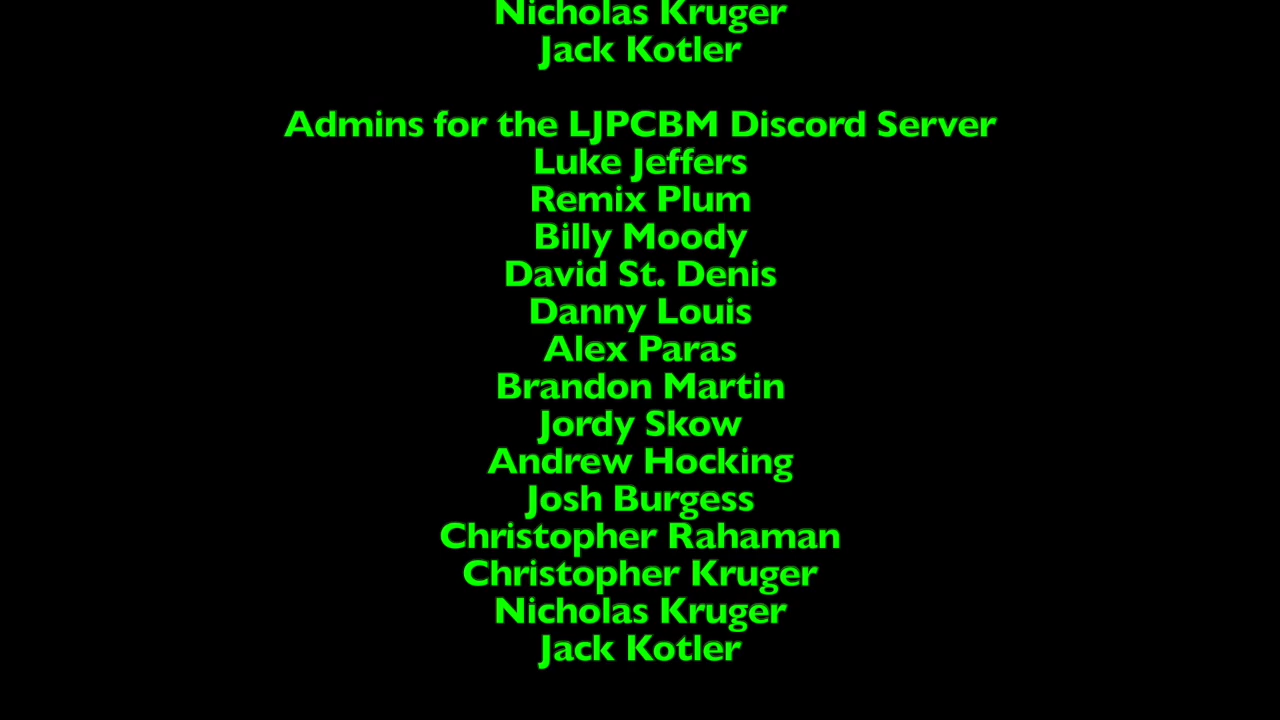 Nicholas Kruger
Jack Kotler
Admins for the LJPCBM Discord Server
Luke Jeffers
Remix Plum
Billy Moody
David St. Denis
Danny Louis
Alex Paras
Brandon Martin
Jordy Skow
Andrew Hocking
Josh Burgess
Christopher Rahaman
Christopher Kruger
Nicholas Kruger
Jack Kotler